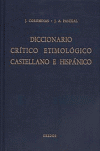 J. COROMINAS - J. A. PASCUAL
DICCIONARIO
CRÍTICO ETIMOLÓGICO
CASTELLANO E HISPÁNICO
GREDOS